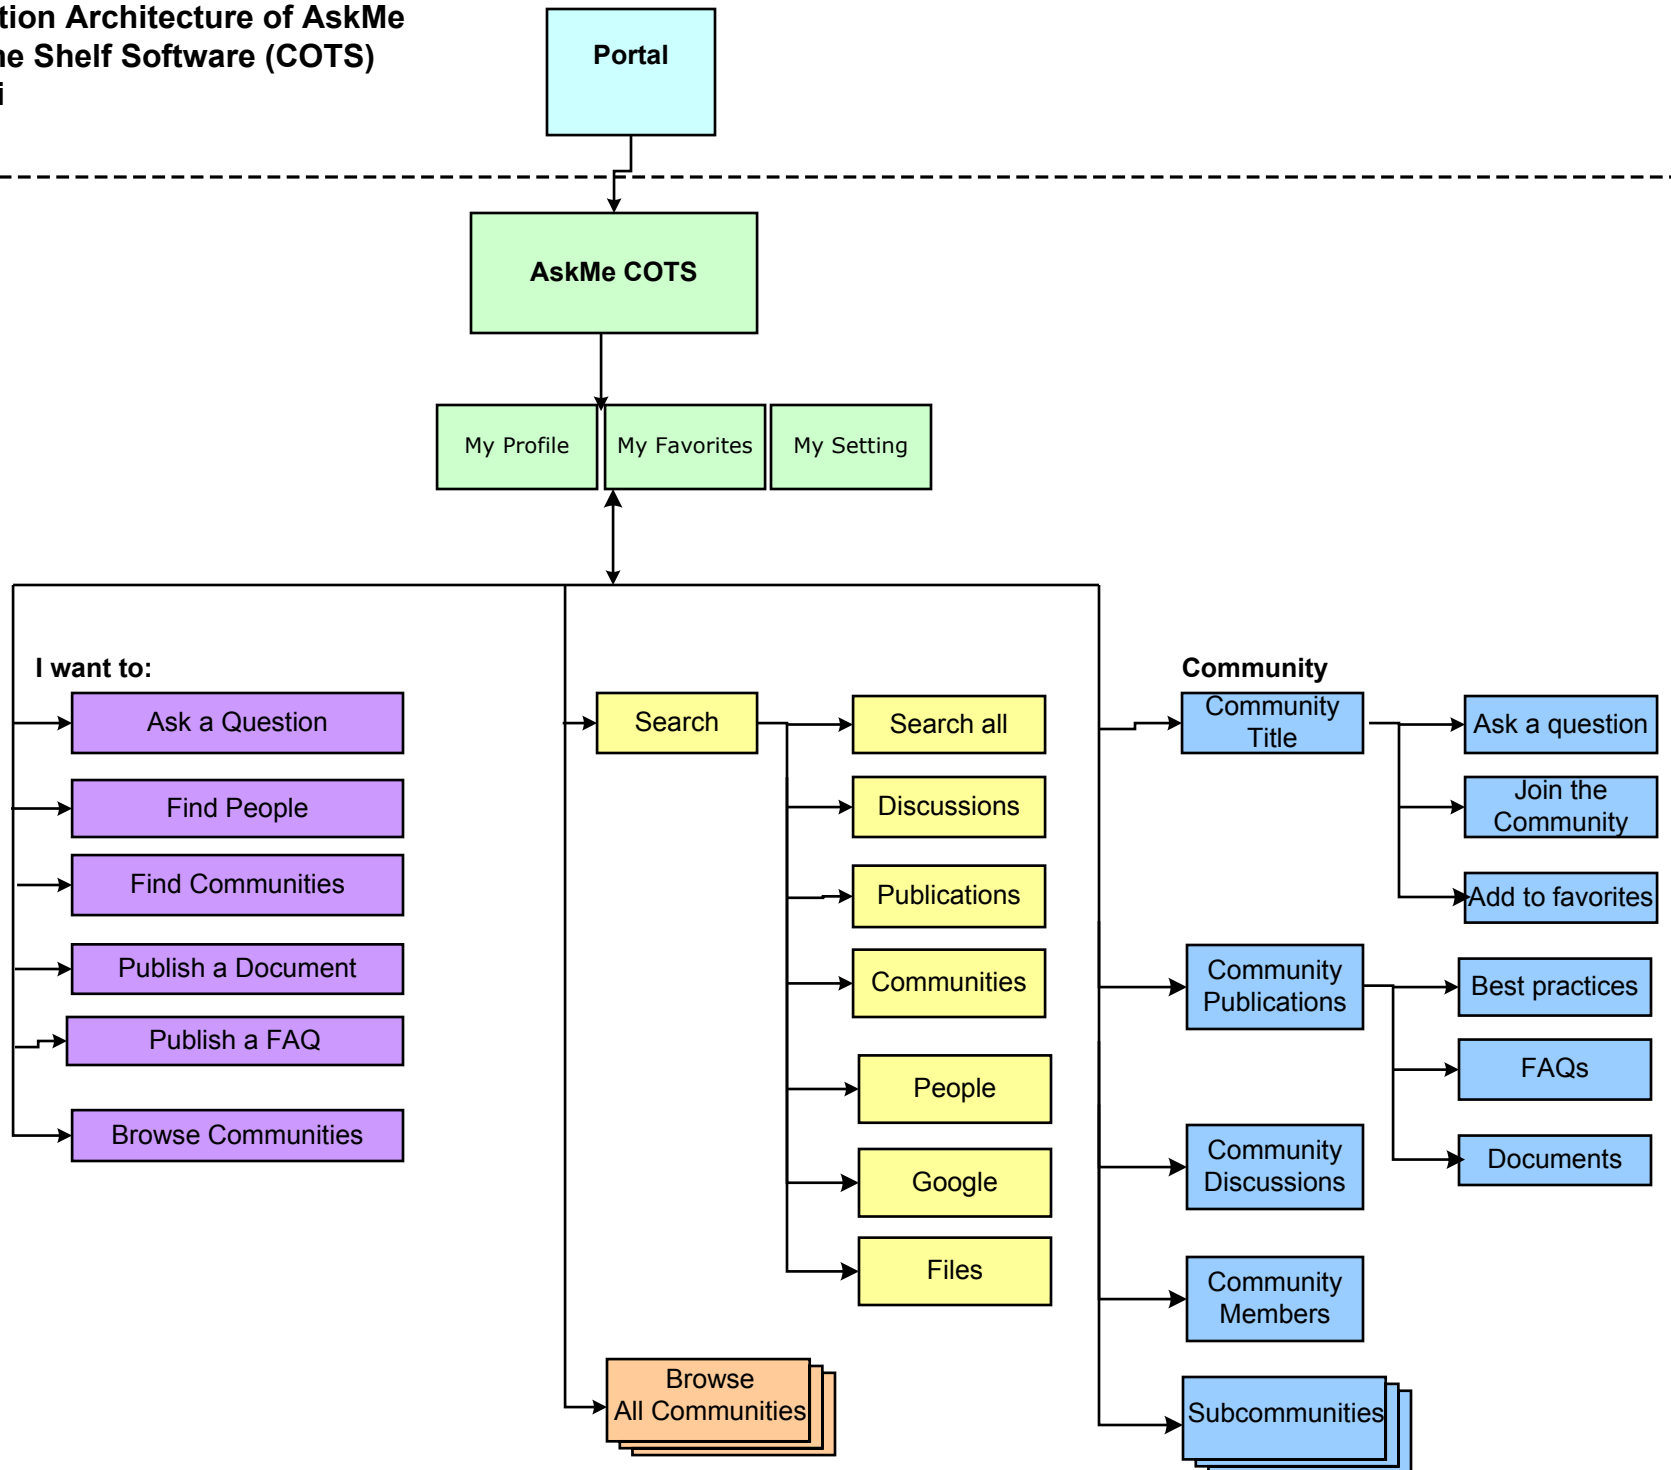 tion Architecture of AskMe
ne Shelf Software (COTS)
i
Portal
AskMe COTS
My Profile
My Favorites
My Setting
I want to:
Ask a Question
Find People
Find Communities
Publish a Document
Publish a FAQ
Browse Communities
Search
Search all
Discussions
Publications
Communities
People
Google
Files
Browse
All Communities
Community
Community
Title
Ask a question
Join the
Community
Add to favorites
Community
Publications
Best practices
FAQs
Documents
Community
Discussions
Community
Members
Subcommunities